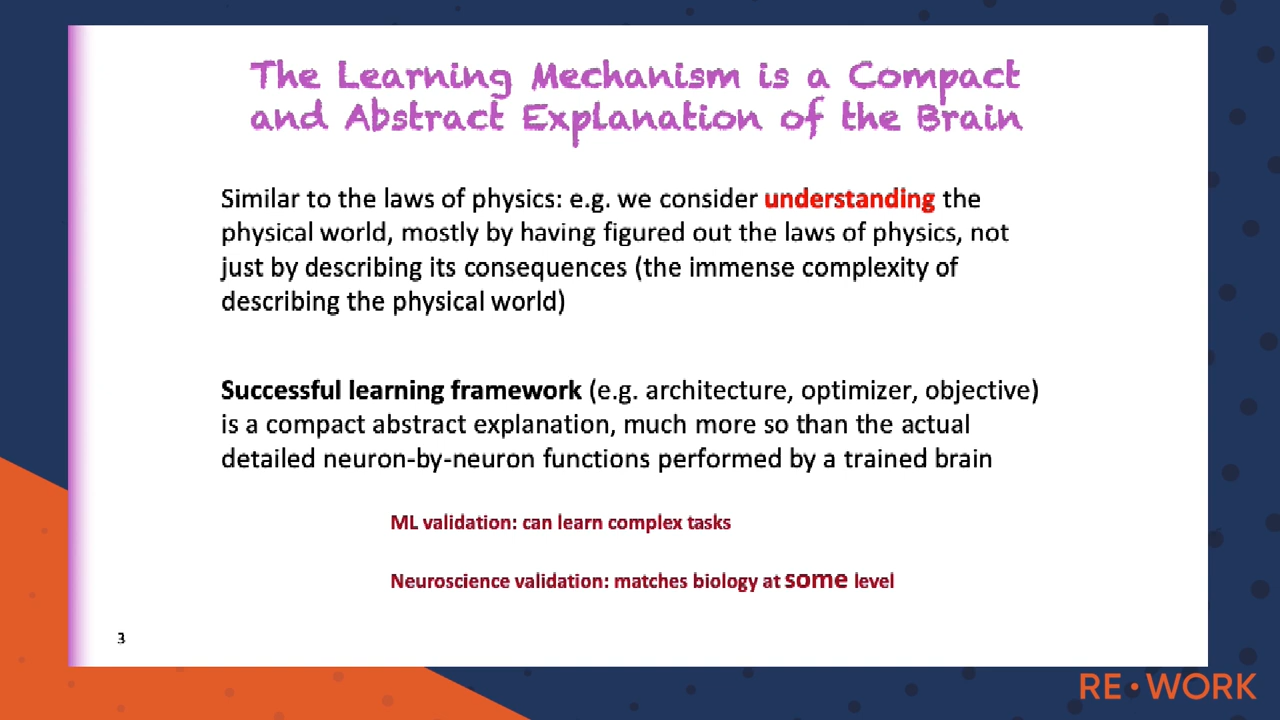 The Learning Mechanism is a Compact
and Abstract Explanation of the Brain
Similar to the laws of physics: e.g. we consider understanding the
physical world, mostly by having figured out the laws of physics, not
just by describing its consequences (the immense complexity of
describing the physical world)
Successful learning framework (e.g. architecture, optimizer, objective)
is a compact abstract explanation, much more so than the actual
detailed neuron-by-neuron functions performed by a trained brain
ML validation: can learn complex tasks
Neuroscience validation: matches biology at some level
3
RE•WORK